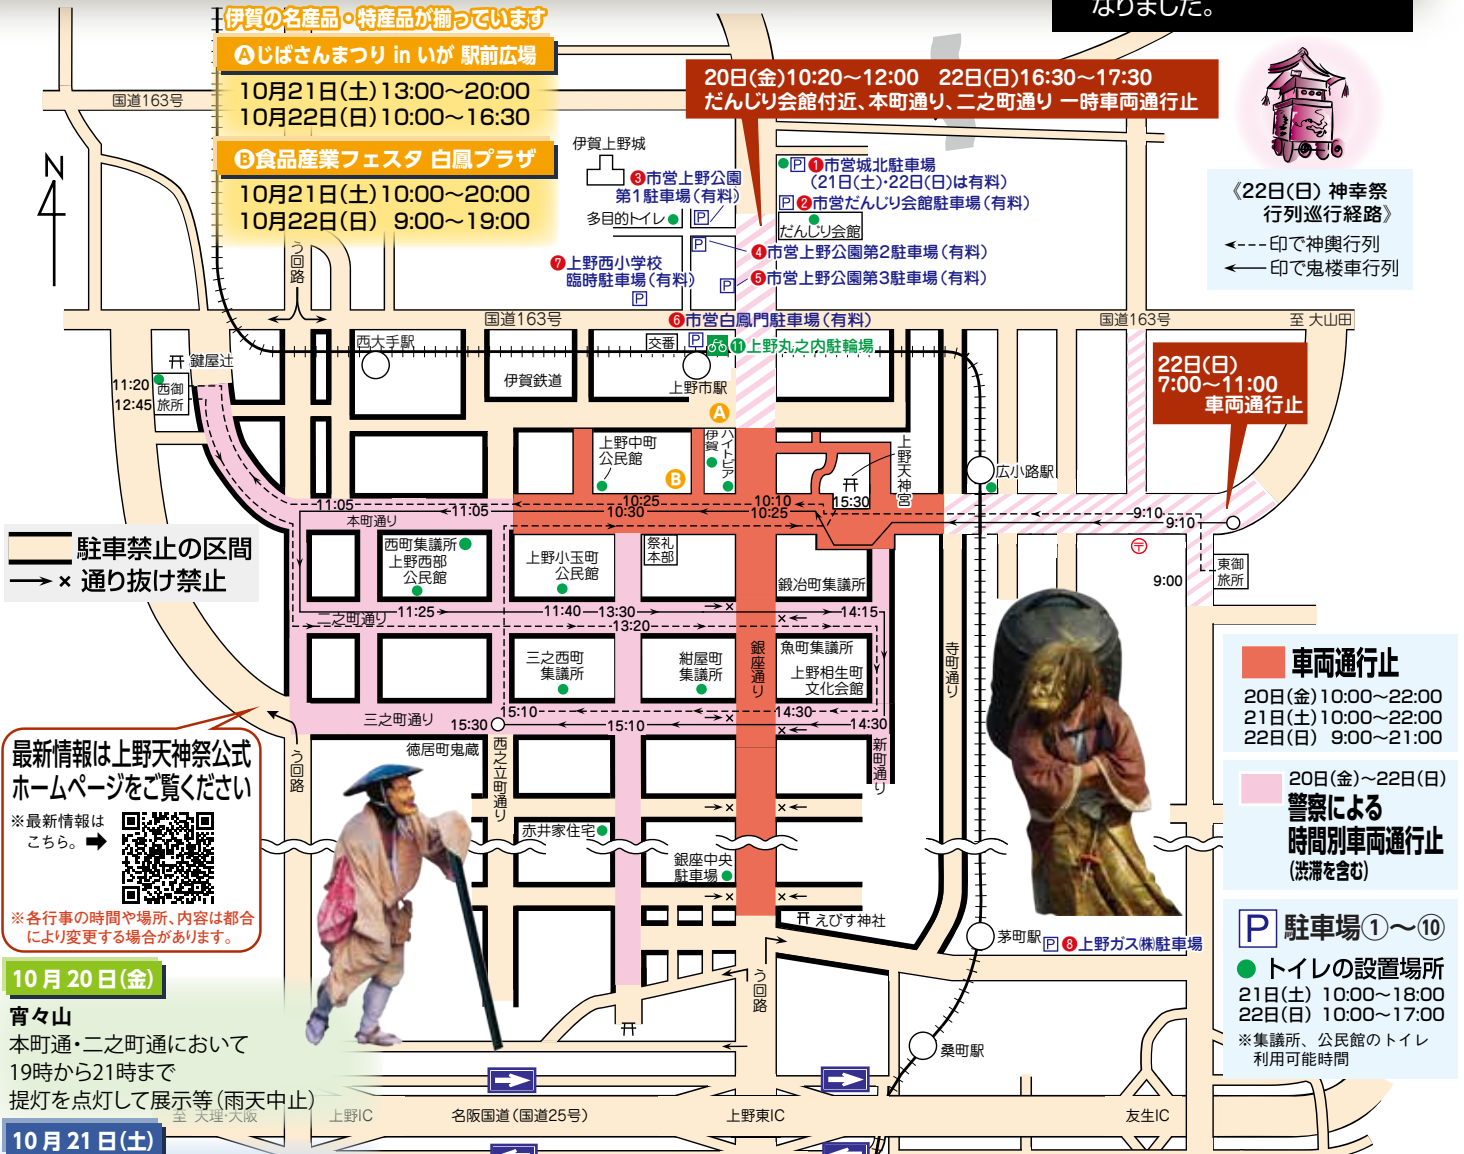 なりました。
伊賀の名産品・特産品が揃っています
Ⓐじばさんまつり in いが 駅前広場
10月21日(土)13:00〜20:00
10月22日(日)10:00〜16:30
Ⓑ食品産業フェスタ 白鳳プラザ
10月21日(土)10:00〜20:00
10月22日(日) 9:00〜19:00
20日(金)10:20〜12:00 22日(日)16:30〜17:30
だんじり会館付近、本町通り、二之町通り 一時車両通行止
《22日(日) 神幸祭
行列巡行経路》
印で神輿行列
印で鬼楼車行列
国道163号
N
伊賀上野城
❸市営上野公園
第1駐車場(有料)
多目的トイレ
P
P❶市営城北駐車場
(21日(土)・22日(日)は有料)
P❷市営だんじり会館駐車場(有料)
だんじり会館
P
❹市営上野公園第2駐車場(有料)
❼上野西小学校
臨時駐車場(有料)
P
P
❺市営上野公園第3駐車場(有料)
う回路
国道163号
❻市営白鳳門駐車場(有料)
国道163号
至 大山田
西大手駅
交番
P
⓫上野丸之内駐輪場
鍵屋辻
伊賀鉄道
上野市駅
22日(日)
7:00〜11:00
車両通行止
11:20
12:45
西御
旅所
A
上野中町
公民館
B
ハイトピア
伊賀
上野天神宮
15:30
広小路駅
11:05
11:05
10:25
10:30
10:10
10:25
9:10
9:10
本町通り
駐車禁止の区間
× 通り抜け禁止
西町集議所
上野西部
公民館
上野小玉町
公民館
祭礼
本部
鍛冶町集議所
9:00
東御
旅所
二之町通り
11:25
11:40
13:30
13:20
14:15
×
×
三之西町
集議所
紺屋町
集議所
銀座通り
魚町集議所
上野相生町
文化会館
寺町通り
三之町通り
15:30
15:10
15:10
14:30
14:30
×
×
徳居町鬼蔵
西之立町通り
新町通り
う回路
車両通行止
20日(金)10:00〜22:00
21日(土)10:00〜22:00
22日(日) 9:00〜21:00
20日(金)〜22日(日)
警察による
時間別車両通行止
(渋滞を含む)
最新情報は上野天神祭公式
ホームページをご覧ください
※最新情報は
こちら。➡
※各行事の時間や場所、内容は都合
により変更する場合があります。
×
×
赤井家住宅
銀座中央
駐車場
×
×
えびす神社
茅町駅
P❽上野ガス㈱駐車場
P 駐車場①〜⑩
トイレの設置場所
21日(土) 10:00〜18:00
22日(日) 10:00〜17:00
※集議所、公民館のトイレ
利用可能時間
う回路
桑町駅
10月20日(金)
宵々山
本町通・二之町通において
19時から21時まで
提灯を点灯して展示等(雨天中止)
至 天理・大阪
上野IC
名阪国道(国道25号)
上野東IC
友生IC
10月21日(土)